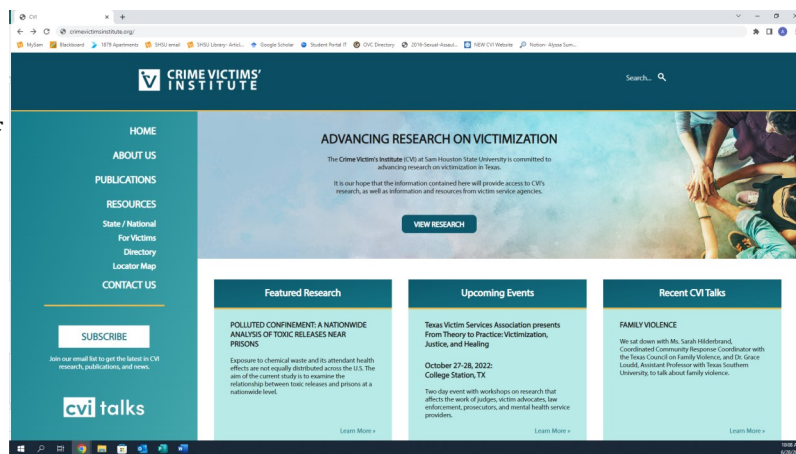 CVI
crimevictimsinstitute.org/
MySam
Blackboard
1879 Apartments
SHSU email
SHSU Library- Articl...
Google Scholar
Student Portal IT
OVC Directory
2016-Sexual-Assaul...
NEW CVI Website
Notion- Alyssa Sum...
CRIME VICTIMS'
INSTITUTE
Search...
HOME
ABOUT US
PUBLICATIONS
RESOURCES
State / National
For Victims
Directory
Locator Map
CONTACT US
SUBSCRIBE
Join our email list to get the latest in CVI
research, publications, and news.
cvi talks
ADVANCING RESEARCH ON VICTIMIZATION
The Crime Victim's Institute (CVI) at Sam Houston State University is committed to
advancing research on victimization in Texas.
It is our hope that the information contained here will provide access to CVI's
research, as well as information and resources from victim service agencies.
VIEW RESEARCH
Featured Research
POLLUTED CONFINEMENT: A NATIONWIDE
ANALYSIS OF TOXIC RELEASES NEAR
PRISONS
Exposure to chemical waste and its attendant health
effects are not equally distributed across the U.S. The
aim of the current study is to examine the
relationship between toxic releases and prisons at a
nationwide level.
Learn More »
Upcoming Events
Texas Victim Services Association presents
From Theory to Practice: Victimization,
Justice, and Healing
October 27-28, 2022:
College Station, TX
Two day event with workshops on research that
affects the work of judges, victim advocates, law
enforcement, prosecutors, and mental health service
providers.
Learn More »
Recent CVI Talks
FAMILY VIOLENCE
We sat down with Ms. Sarah Hilderbrand,
Coordinated Community Response Coordinator with
the Texas Council on Family Violence, and Dr. Grace
Loudd, Assistant Professor with Texas Southern
University, to talk about family violence.
Learn More »